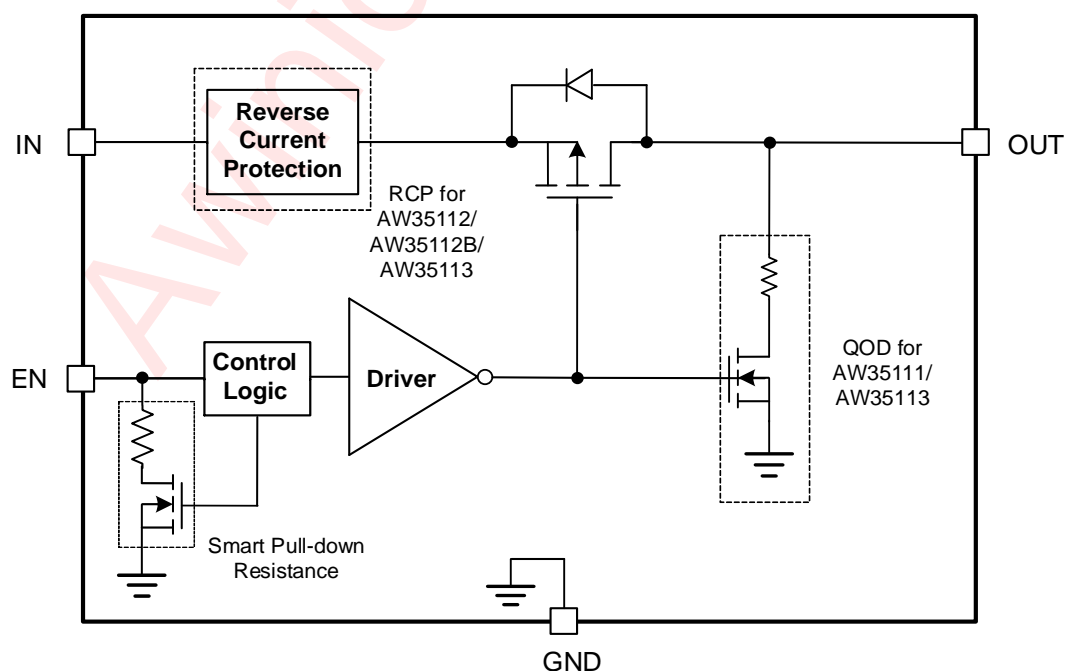 Awinic
Reverse
Current
Protection
IN
OUT
RCP for
AW35112/
AW35112B/
AW35113
EN
Control
Logic
Driver
QOD for
AW35111/
AW35113
Smart Pull-down
Resistance
GND